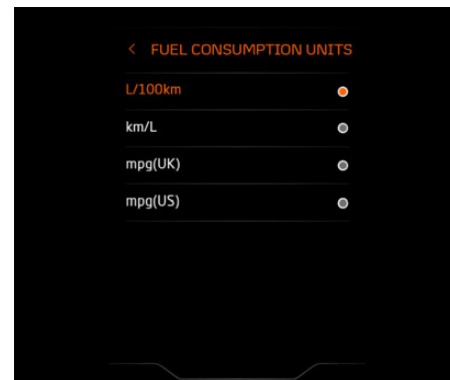 < FUEL CONSUMPTION UNITS
L/100km
km/L
mpg(UK)
mpg(US)